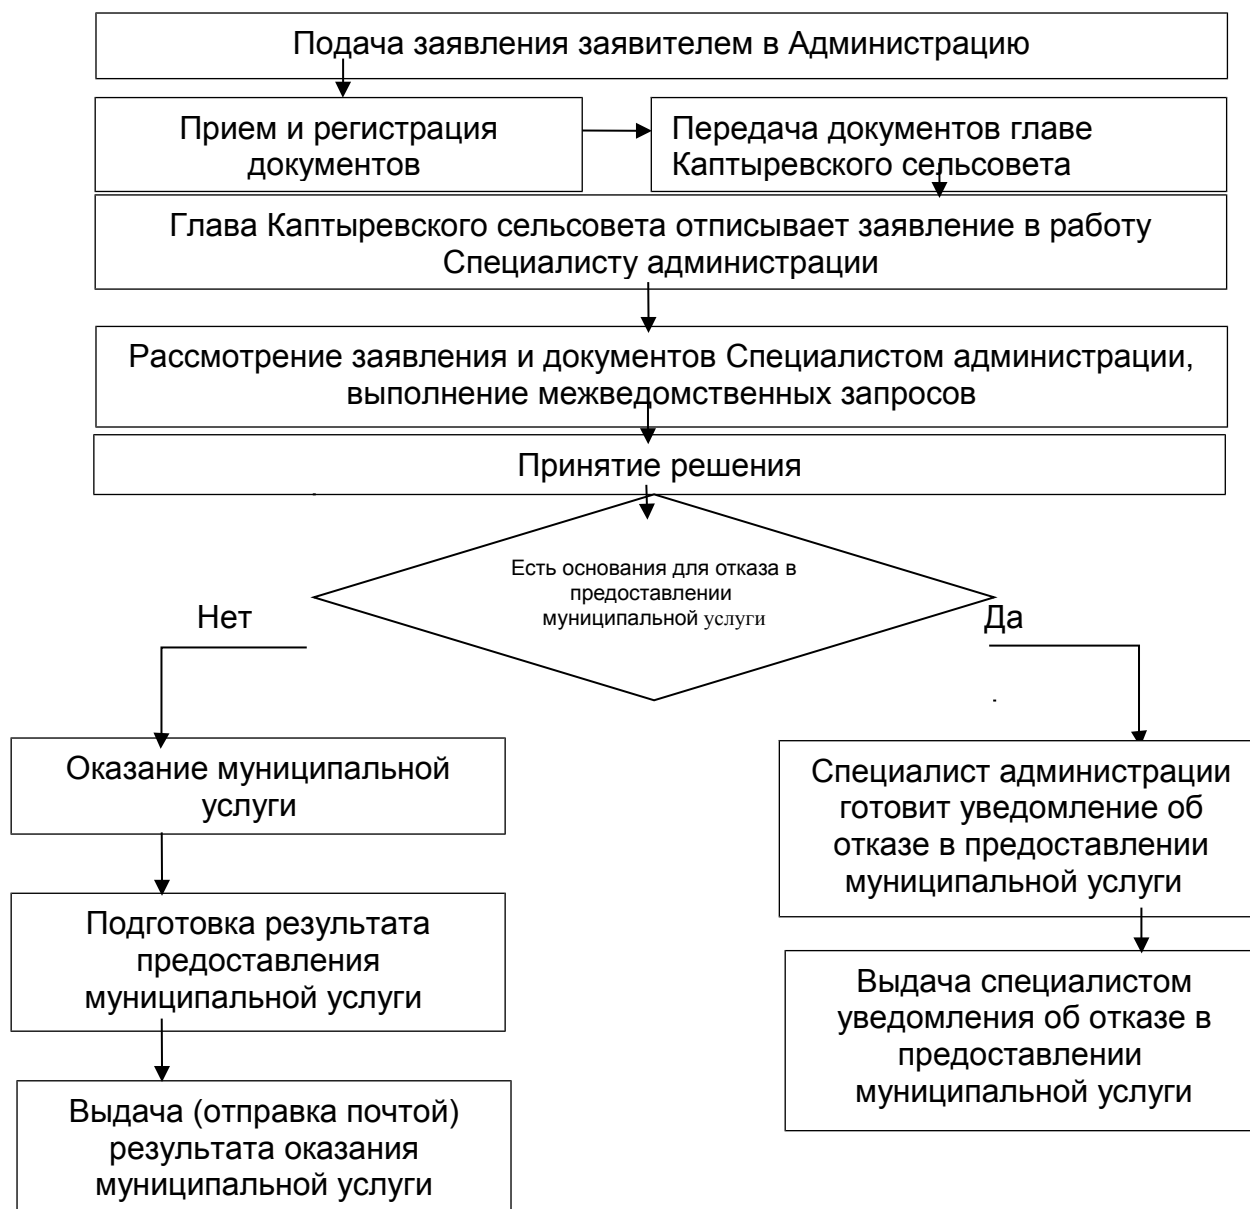 Подача заявления заявителем в Администрацию
Прием и регистрация
документов
Передача документов главе
Каптыревского сельсовета
Глава Каптыревского сельсовета отписывает заявление в работу
Специалисту администрации
Рассмотрение заявления и документов Специалистом администрации,
выполнение межведомственных запросов
Принятие решения
Есть основания для отказа в
предоставлении
муниципальной услуги
Нет
Да
Оказание муниципальной
услуги
Подготовка результата
предоставления
муниципальной услуги
Выдача (отправка почтой)
результата оказания
муниципальной услуги
Специалист администрации
готовит уведомление об
отказе в предоставлении
муниципальной услуги
Выдача специалистом
уведомления об отказе в
предоставлении
муниципальной услуги